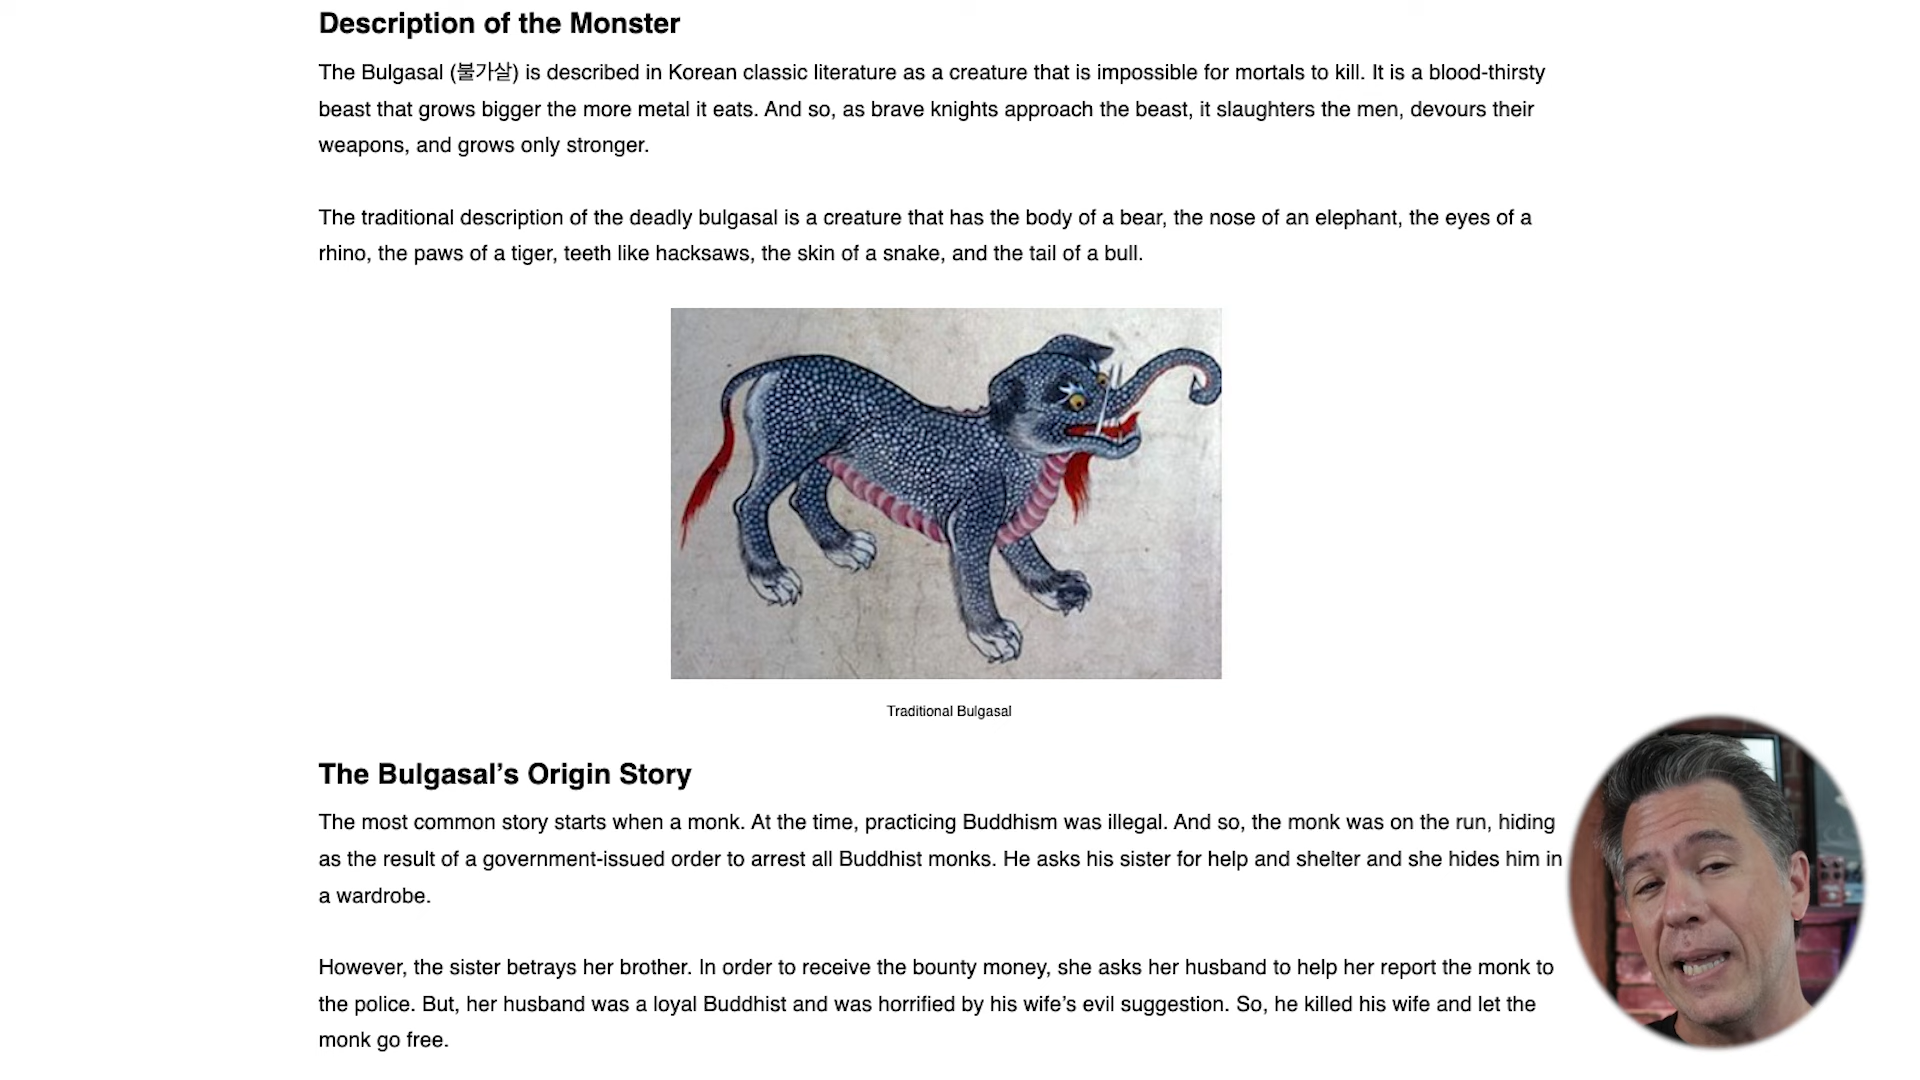 Description of the Monster
The Bulgasal (불가살) is described in Korean classic literature as a creature that is impossible for mortals to kill. It is a blood-thirsty
beast that grows bigger the more metal it eats. And so, as brave knights approach the beast, it slaughters the men, devours their
weapons, and grows only stronger.
The traditional description of the deadly bulgasal is a creature that has the body of a bear, the nose of an elephant, the eyes of a
rhino, the paws of a tiger, teeth like hacksaws, the skin of a snake, and the tail of a bull.
Traditional Bulgasal
The Bulgasal’s Origin Story
The most common story starts when a monk. At the time, practicing Buddhism was illegal. And so, the monk was on the run, hiding
as the result of a government-issued order to arrest all Buddhist monks. He asks his sister for help and shelter and she hides him in
a wardrobe.
However, the sister betrays her brother. In order to receive the bounty money, she asks her husband to help her report the monk to
the police. But, her husband was a loyal Buddhist and was horrified by his wife’s evil suggestion. So, he killed his wife and let the
monk go free.